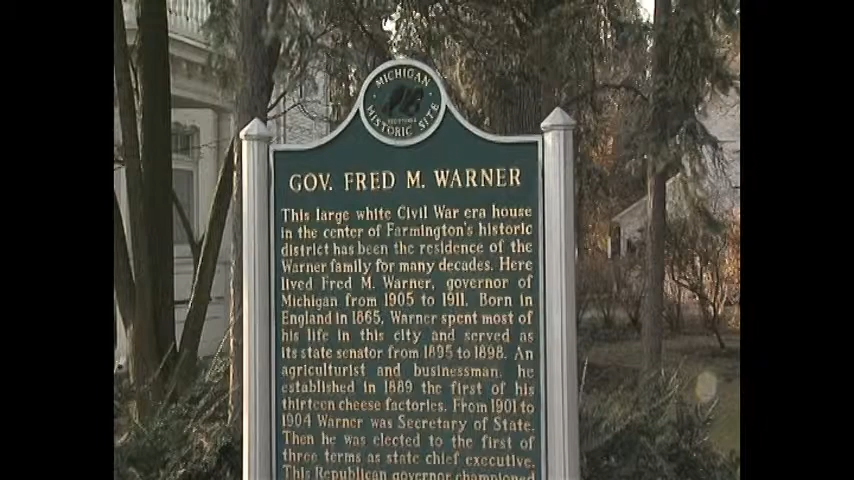 MICHIGAN
HISTORIC SITE
GOV. FRED M. WARNER
This large white Civil War era house
in the center of Farmington's historic
district has been the residence of the
Warner family for many decades. Here
lived Fred M. Warner, governor of
Michigan from 1905 to 1911. Born in
England in 1865, Warner spent most of
his life in this city and served as
its state senator from 1895 to 1898. An
agriculturist and businessman, he
established in 1889 the first of his
thirteen cheese factories. From 1901 to
1904 Warner was Secretary of State.
Then he was elected to the first of
three terms as state chief executive.
This Republican governor championed